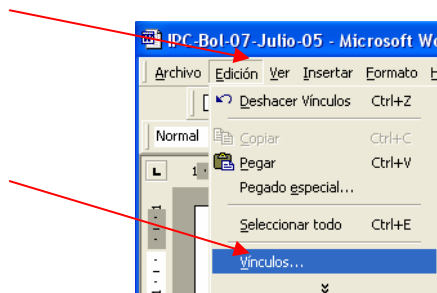 IPC-Bol-07-Julio-05 - Microsoft Wo
Archivo Edición Ver Insertar Formato
Deshacer Vínculos Ctrl+Z
Normal
Copiar Ctrl+C
L 1
Pegar Ctrl+V
Pegado especial...
Seleccionar todo Ctrl+E
Vínculos...